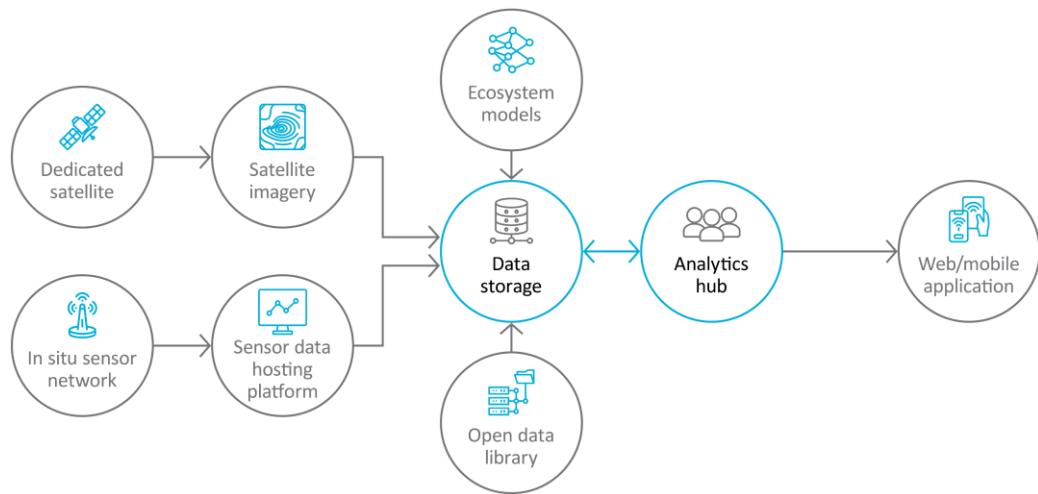 Ecosystem
models
Dedicated
satellite
Satellite
imagery
Data
storage
Analytics
hub
Web/mobile
application
In situ sensor
network
Sensor data
hosting
platform
Open data
library